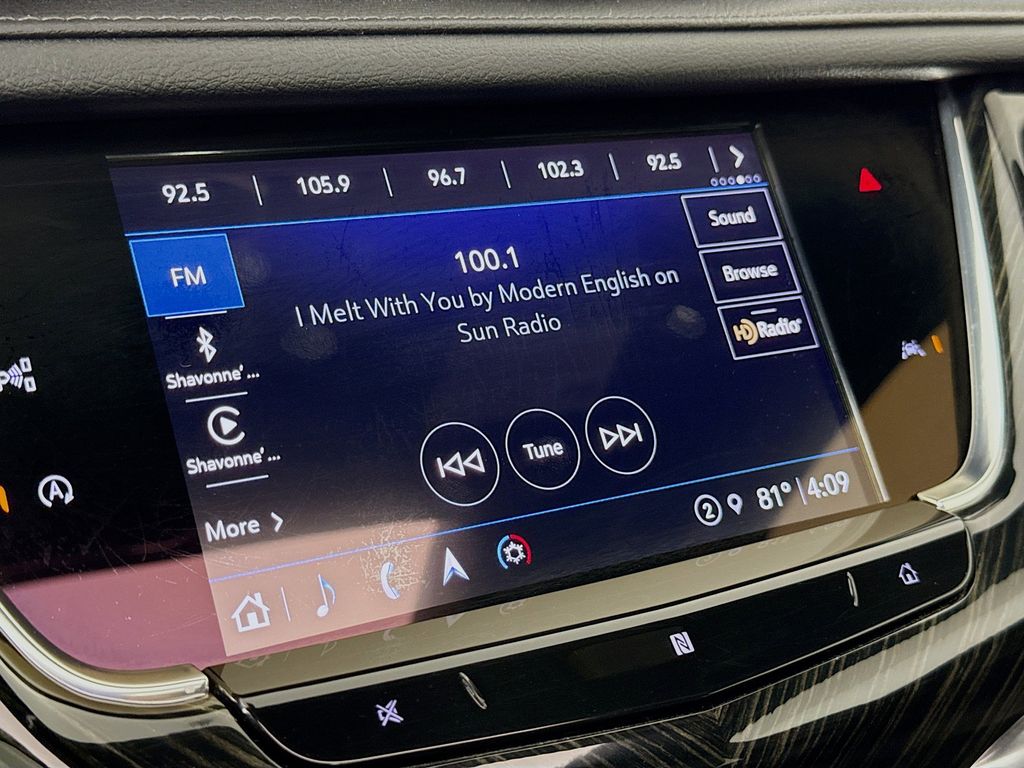 92.5 | 105.9 | 96.7 | 102.3 | 92.5 |
Sound
FM
100.1
Browse
I Melt With You by Modern English on
Sun Radio
HD Radio®
Shavonne' ...
Shavonne' ...
Tune
More
2 81° | 4:09
A
P
N